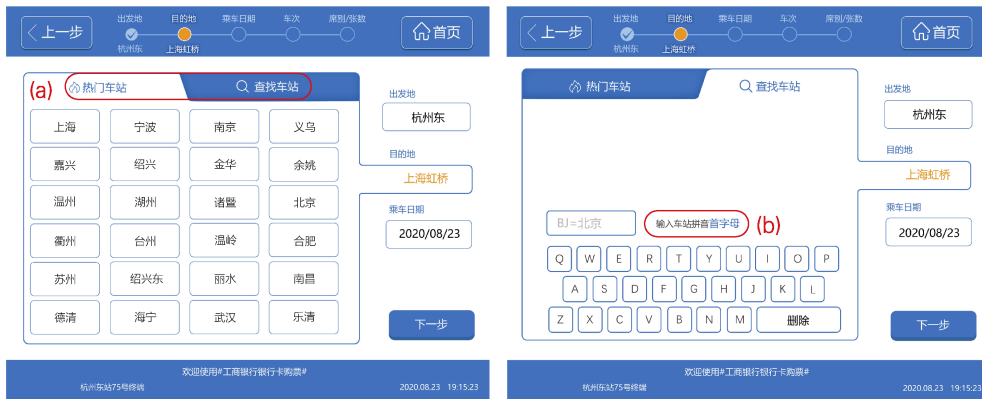 上一步
出发地 目的地 乘车日期 车次 席别/张数
杭州东 上海虹桥
首页
(a)
热门车站 查找车站
上海 宁波 南京 义乌
嘉兴 绍兴 金华 余姚
温州 湖州 诸暨 北京
衢州 台州 温岭 合肥
苏州 绍兴东 丽水 南昌
德清 海宁 武汉 乐清
出发地
杭州东
目的地
上海虹桥
乘车日期
2020/08/23
下一步
欢迎使用#工商银行银行卡购票#
杭州东站75号终端 2020.08.23 19:15:23
上一步
出发地 目的地 乘车日期 车次 席别/张数
杭州东 上海虹桥
首页
热门车站 查找车站
BJ=北京 输入车站拼音首字母 (b)
Q W E R T Y U I O P
A S D F G H J K L
Z X C V B N M 删除
出发地
杭州东
目的地
上海虹桥
乘车日期
2020/08/23
下一步
欢迎使用#工商银行银行卡购票#
杭州东站75号终端 2020.08.23 19:15:23